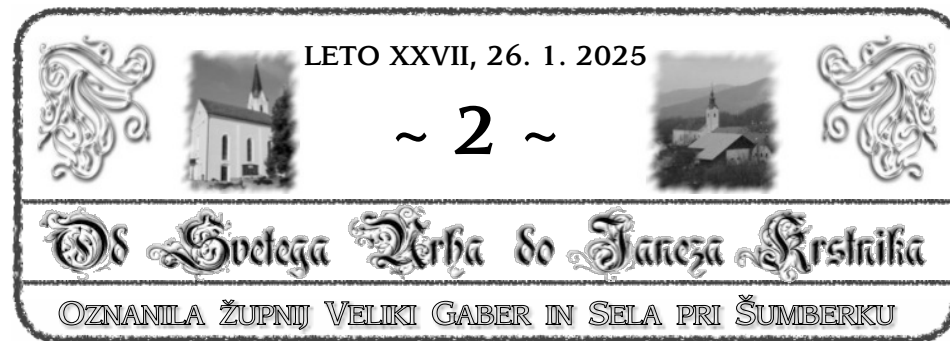 LETO XXVII, 26. 1. 2025
~ 2 ~
Od Svetega Urha do Janeza Krstnika
OZNANILA ŽUPNIJ VELIKI GABER IN SELA PRI ŠUMBERKU